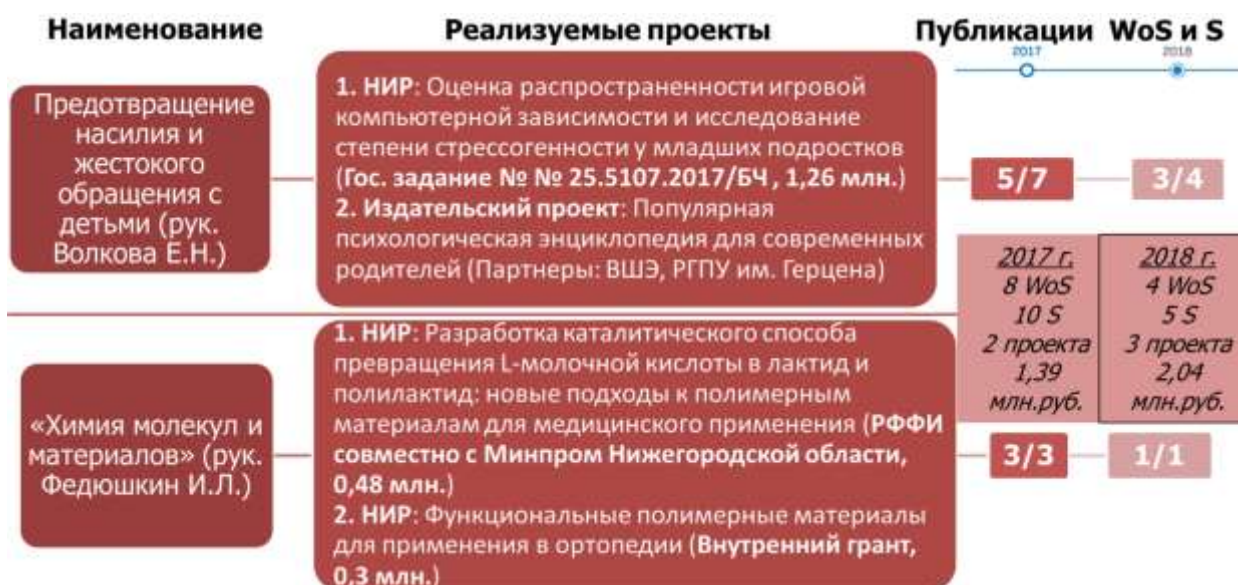 Наименование
Реализуемые проекты
Публикации WoS и S
2017
2018
Предотвращение
насилия и
жестокого
обращения с
детьми (рук.
Волкова Е.Н.)
1. НИР: Оценка распространенности игровой
компьютерной зависимости и исследование
степени стрессогенности у младших подростков
(Гос. задание № № 25.5107.2017/БЧ , 1,26 млн.)
2. Издательский проект: Популярная
психологическая энциклопедия для современных
родителей (Партнеры: ВШЭ, РГПУ им. Герцена)
5/7
3/4
2017 г.
8 WoS
10 S
2 проекта
1,39
млн.руб.
2018 г.
4 WoS
5 S
3 проекта
2,04
млн.руб.
«Химия молекул и
материалов» (рук.
Федюшкин И.Л.)
1. НИР: Разработка каталитического способа
превращения L-молочной кислоты в лактид и
полилактид: новые подходы к полимерным
материалам для медицинского применения (РФФИ
совместно с Минпром Нижегородской области,
0,48 млн.)
2. НИР: Функциональные полимерные материалы
для применения в ортопедии (Внутренний грант,
0,3 млн.)
3/3
1/1